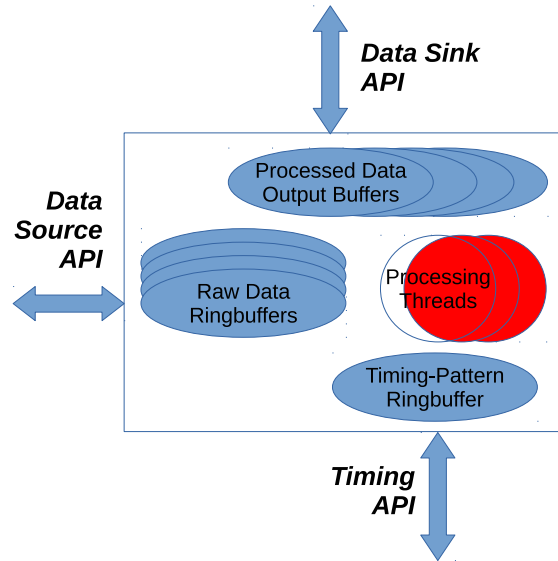 Data Sink
API
Processed Data
Output Buffers
Data
Source
API
Raw Data
Ringbuffers
Processing
Threads
Timing-Pattern
Ringbuffer
Timing
API